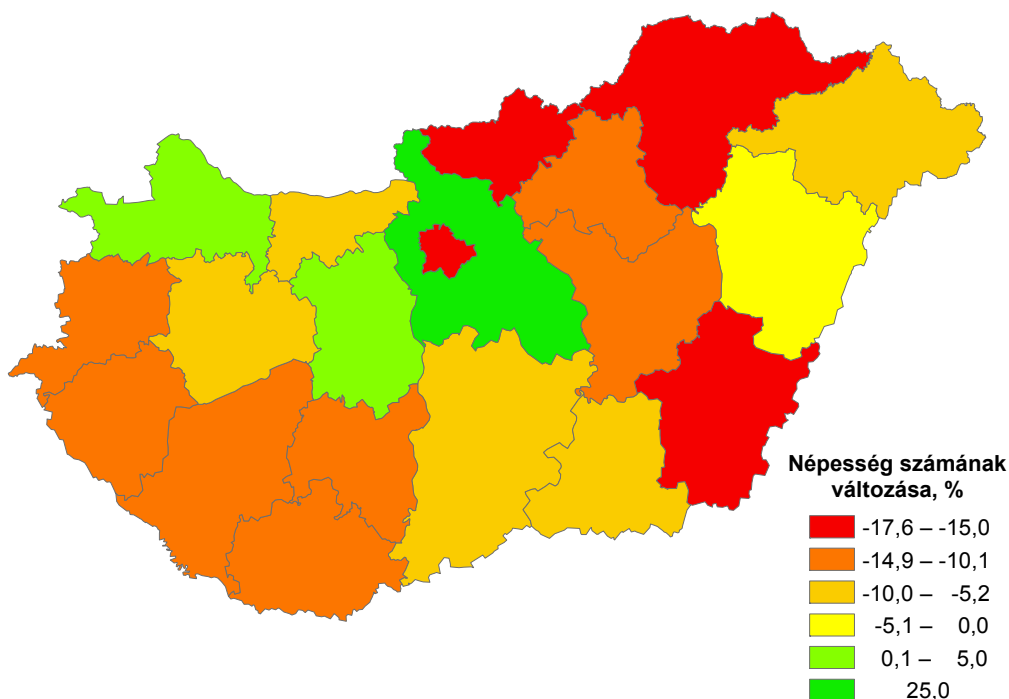 Népesség számának
változása, %
-17,6 – -15,0
-14,9 – -10,1
-10,0 – -5,2
-5,1 – 0,0
0,1 – 5,0
25,0